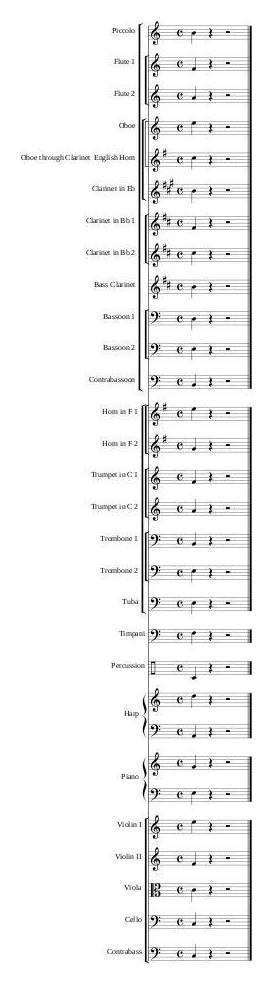 Piccolo
Flute 1
Flute 2
Oboe
Oboe through Clarinet English Horn
Clarinet in Eb
Clarinet in Bb 1
Clarinet in Bb 2
Bass Clarinet
Bassoon 1
Bassoon 2
Contrabassoon
Horn in F 1
Horn in F 2
Trumpet in C 1
Trumpet in C 2
Trombone 1
Trombone 2
Tuba
Timpani
Percussion
Harp
Piano
Violin I
Violin II
Viola
Cello
Contrabass